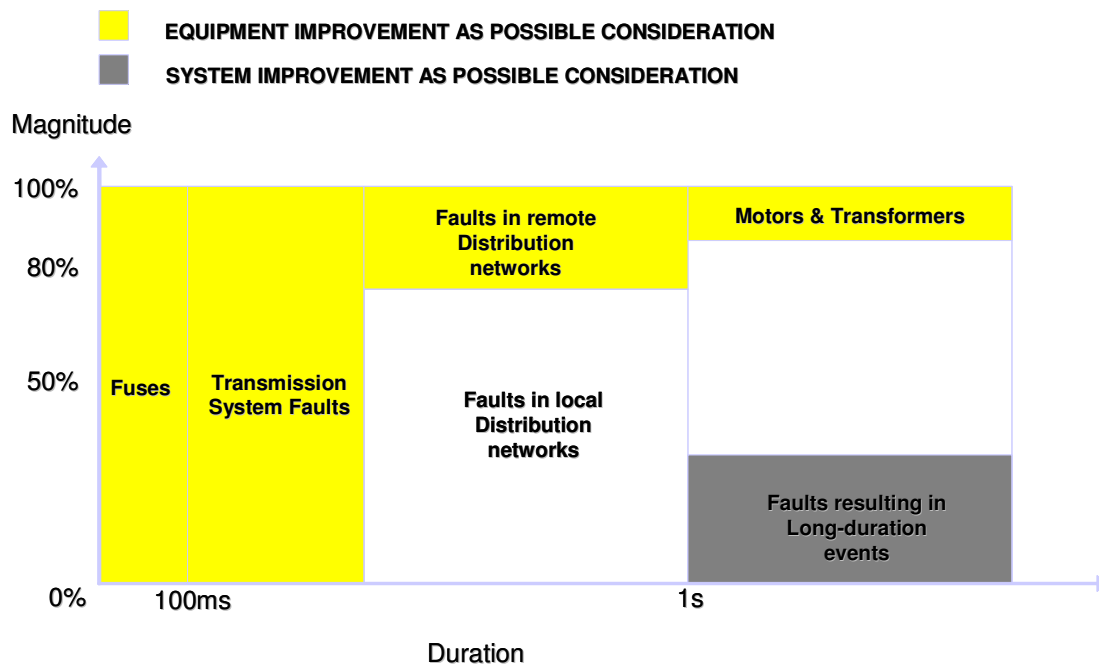 EQUIPMENT IMPROVEMENT AS POSSIBLE CONSIDERATION
SYSTEM IMPROVEMENT AS POSSIBLE CONSIDERATION
Magnitude
100%
80%
50%
0%
Fuses
Transmission
System Faults
Faults in remote
Distribution
networks
Faults in local
Distribution
networks
Motors & Transformers
Faults resulting in
Long-duration
events
100ms
1s
Duration